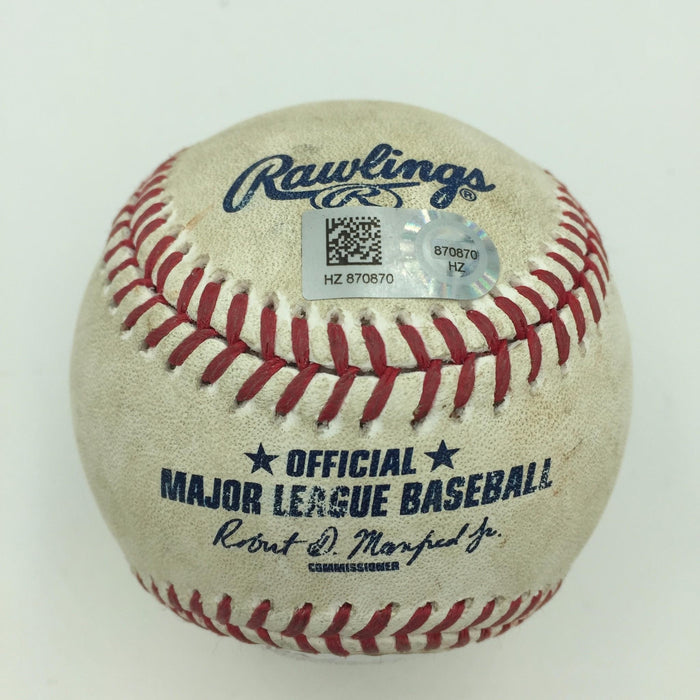 Rawlings®
R
HZ 870870
870870
HZ
★ OFFICIAL ★
MAJOR LEAGUE BASEBALL
Robert D. Manfred Jr.
COMMISSIONER